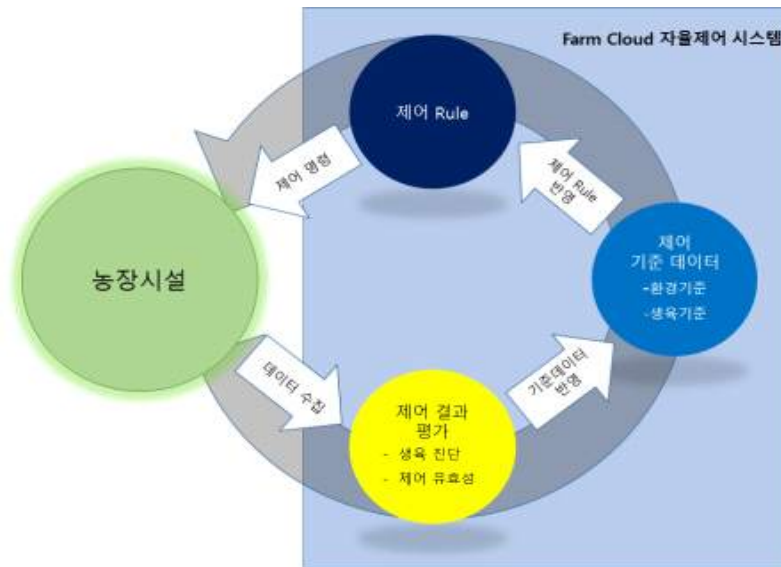 Farm Cloud 자율제어 시스템
제어 Rule
제어 명령
제어 Rule
반영
농장시설
제어
기준 데이터
-환경기준
-생육기준
데이터 수집
제어 결과
평가
- 생육 진단
- 제어 유효성
기준데이터
반영